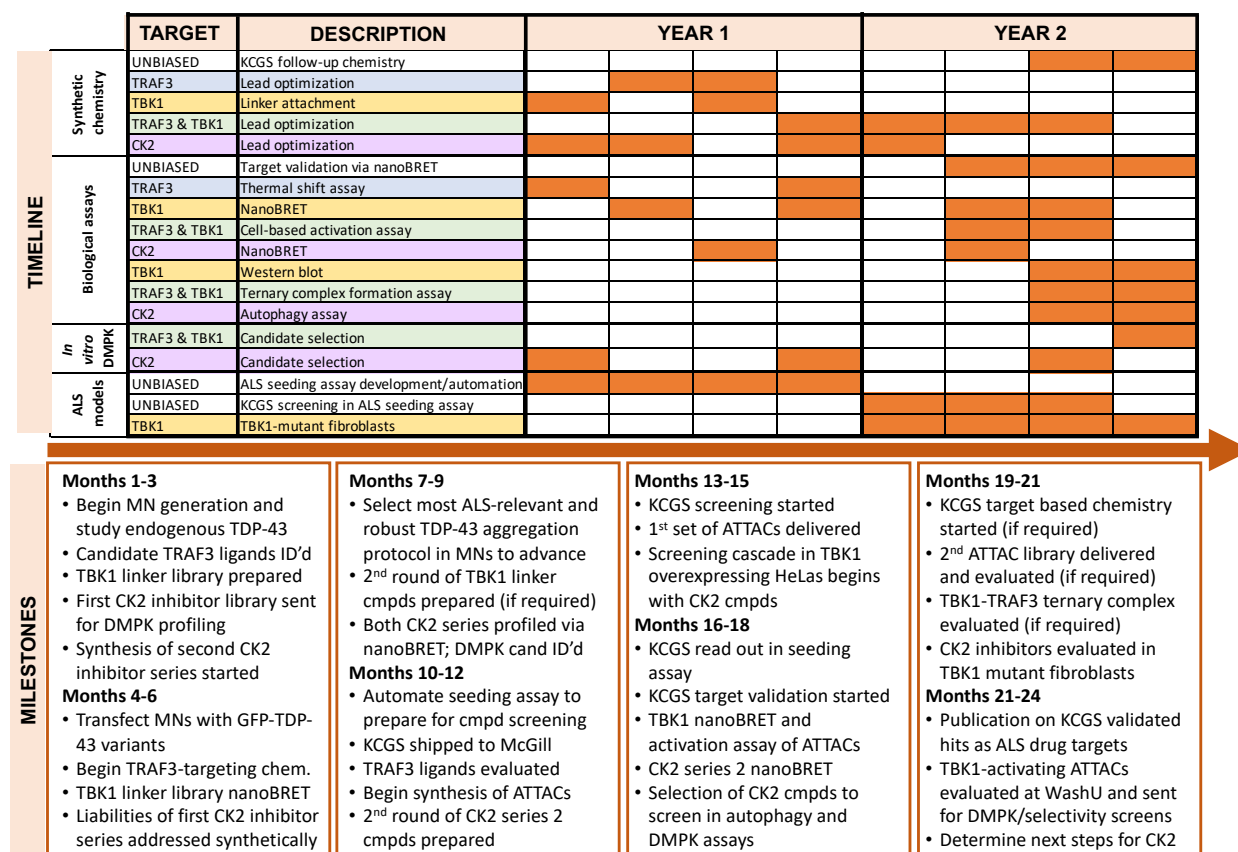 TARGET DESCRIPTION YEAR 1 YEAR 2
TIMELINE
Synthetic chemistry
UNBIASED KCGS follow-up chemistry
TRAF3 Lead optimization
TBK1 Linker attachment
TRAF3 & TBK1 Lead optimization
CK2 Lead optimization
Biological assays
UNBIASED Target validation via nanoBRET
TRAF3 Thermal shift assay
TBK1 NanoBRET
TRAF3 & TBK1 Cell-based activation assay
CK2 NanoBRET
TBK1 Western blot
TRAF3 & TBK1 Ternary complex formation assay
CK2 Autophagy assay
In vitro DMPK
TRAF3 & TBK1 Candidate selection
CK2 Candidate selection
ALS models
UNBIASED ALS seeding assay development/automation
UNBIASED KCGS screening in ALS seeding assay
TBK1 TBK1-mutant fibroblasts
MILESTONES
Months 1-3
• Begin MN generation and
study endogenous TDP-43
• Candidate TRAF3 ligands ID’d
• TBK1 linker library prepared
• First CK2 inhibitor library sent
for DMPK profiling
• Synthesis of second CK2
inhibitor series started
Months 4-6
• Transfect MNs with GFP-TDP-
43 variants
• Begin TRAF3-targeting chem.
• TBK1 linker library nanoBRET
• Liabilities of first CK2 inhibitor
series addressed synthetically
Months 7-9
• Select most ALS-relevant and
robust TDP-43 aggregation
protocol in MNs to advance
• 2nd round of TBK1 linker
cmpds prepared (if required)
• Both CK2 series profiled via
nanoBRET; DMPK cand ID’d
Months 10-12
• Automate seeding assay to
prepare for cmpd screening
• KCGS shipped to McGill
• TRAF3 ligands evaluated
• Begin synthesis of ATTACs
• 2nd round of CK2 series 2
cmpds prepared
Months 13-15
• KCGS screening started
• 1st set of ATTACs delivered
• Screening cascade in TBK1
overexpressing HeLas begins
with CK2 cmpds
Months 16-18
• KCGS read out in seeding
assay
• KCGS target validation started
• TBK1 nanoBRET and
activation assay of ATTACs
• CK2 series 2 nanoBRET
• Selection of CK2 cmpds to
screen in autophagy and
DMPK assays
Months 19-21
• KCGS target based chemistry
started (if required)
• 2nd ATTAC library delivered
and evaluated (if required)
• TBK1-TRAF3 ternary complex
evaluated (if required)
• CK2 inhibitors evaluated in
TBK1 mutant fibroblasts
Months 21-24
• Publication on KCGS validated
hits as ALS drug targets
• TBK1-activating ATTACs
evaluated at WashU and sent
for DMPK/selectivity screens
• Determine next steps for CK2